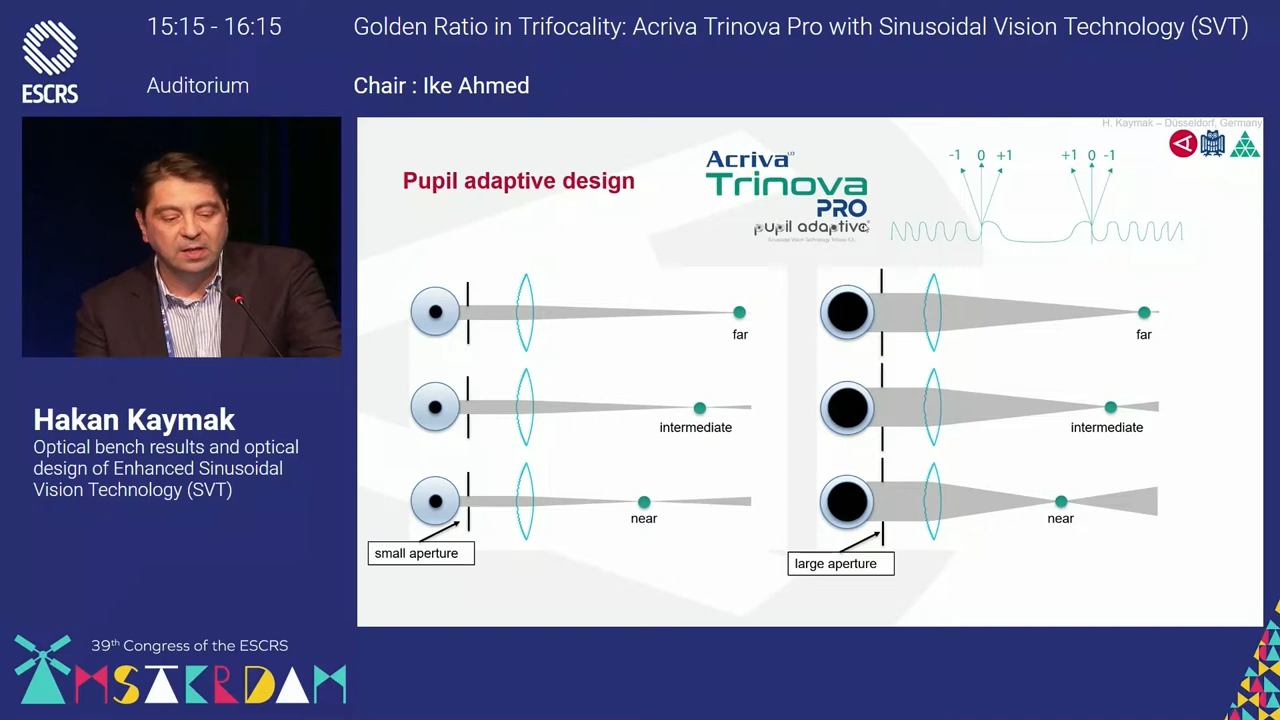 15:15 - 16:15
Golden Ratio in Trifocality: Acriva Trinova Pro with Sinusoidal Vision Technology (SVT)
ESCRS
Auditorium
Chair : Ike Ahmed
H. Kaymak – Düsseldorf, Germany
Pupil adaptive design
Acriva UD
Trinova
PRO
pupil adaptive
Sinusoidal Vision Technology Trifocal IOL
-1 0 +1
+1 0 -1
far
far
intermediate
intermediate
near
near
small aperture
large aperture
Hakan Kaymak
Optical bench results and optical
design of Enhanced Sinusoidal
Vision Technology (SVT)
39th Congress of the ESCRS
AMSTERDAM